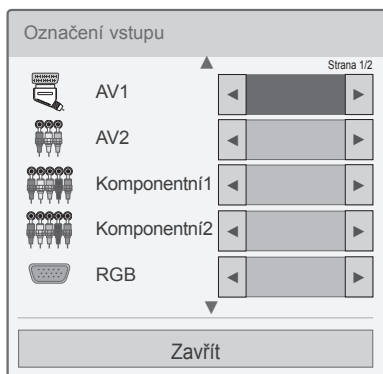 Označení vstupu
Strana 1/2
AV1
AV2
Komponentní1
Komponentní2
RGB
Zavřít